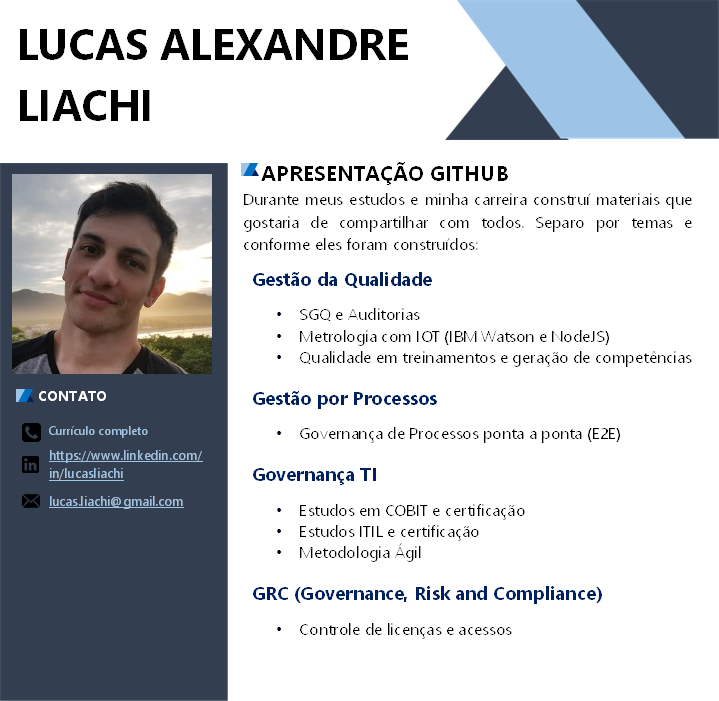 LUCAS ALEXANDRE
LIACHI
APRESENTAÇÃO GITHUB
Durante meus estudos e minha carreira construí materiais que
gostaria de compartilhar com todos. Separo por temas e
conforme eles foram construídos:
Gestão da Qualidade
• SGQ e Auditorias
• Metrologia com IOT (IBM Watson e NodeJS)
• Qualidade em treinamentos e geração de competências
Gestão por Processos
• Governança de Processos ponta a ponta (E2E)
Governança TI
• Estudos em COBIT e certificação
• Estudos ITIL e certificação
• Metodologia Ágil
GRC (Governance, Risk and Compliance)
• Controle de licenças e acessos
CONTATO
Currículo completo
https://www.linkedin.com/
in/lucasliachi
lucas.liachi@gmail.com